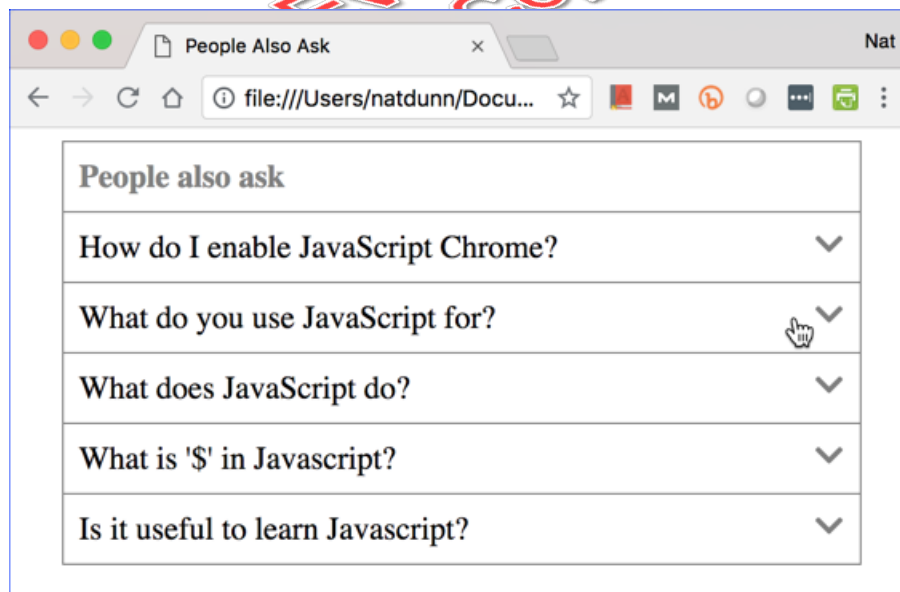 People Also Ask
Nat
file:///Users/natdunn/Docu...
People also ask
How do I enable JavaScript Chrome?
What do you use JavaScript for?
What does JavaScript do?
What is '$' in Javascript?
Is it useful to learn Javascript?